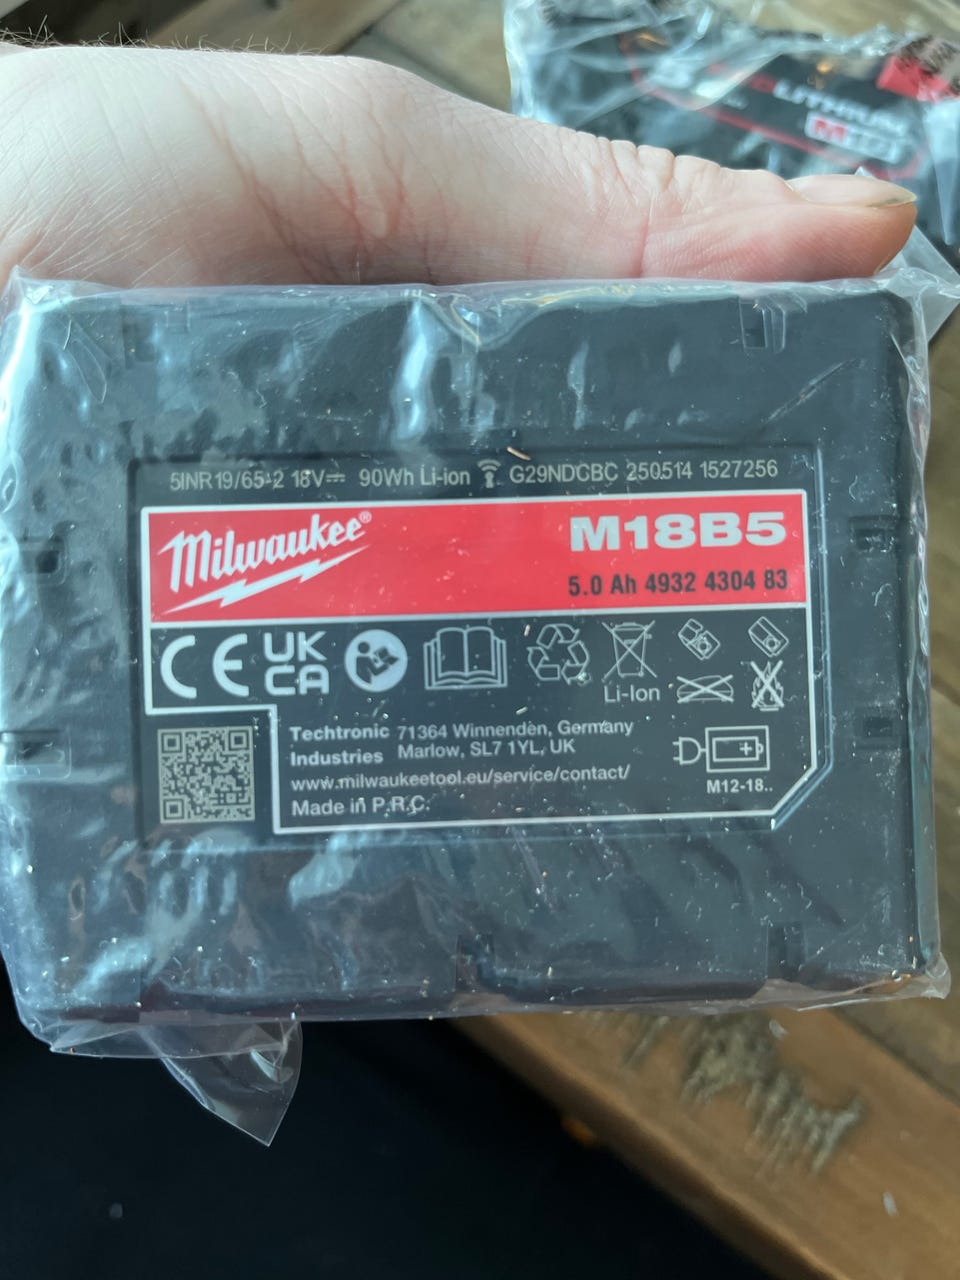 LITHIUM
5INR19/65-2 18V⎓ 90Wh Li-ion G29NDCBC 250514 1527256
Milwaukee®
M18B5
5.0 Ah 4932 4304 83
CE UK CA
Li-Ion
Techtronic Industries
71364 Winnenden, Germany
Marlow, SL7 1YL, UK
www.milwaukeetool.eu/service/contact/
Made in P.R.C.
M12-18..